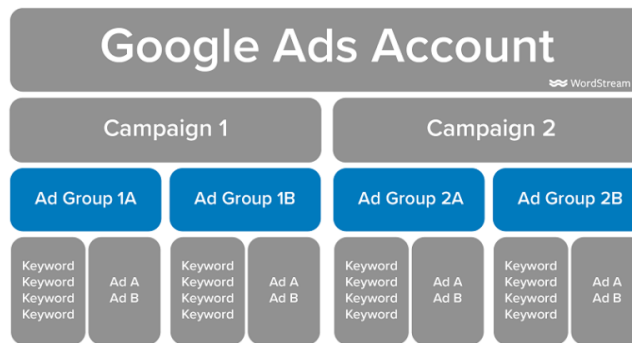 Google Ads Account
WordStream
Campaign 1
Campaign 2
Ad Group 1A
Ad Group 1B
Ad Group 2A
Ad Group 2B
Keyword
Keyword
Keyword
Keyword
Ad A
Ad B
Keyword
Keyword
Keyword
Keyword
Ad A
Ad B
Keyword
Keyword
Keyword
Keyword
Ad A
Ad B
Keyword
Keyword
Keyword
Keyword
Ad A
Ad B